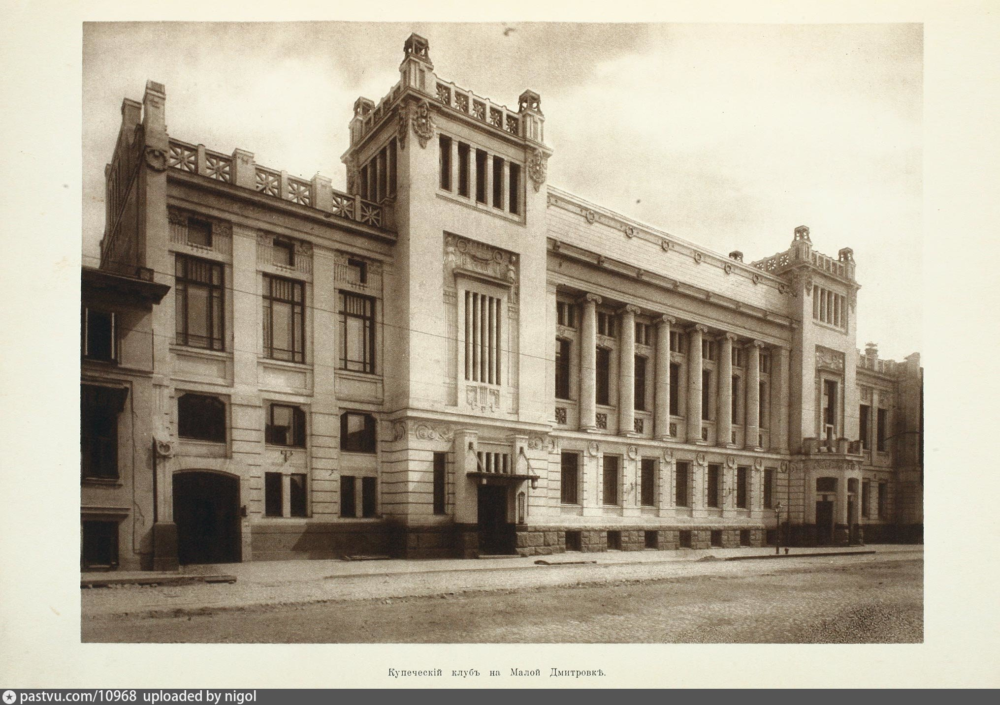 Купеческій клубъ на Малой Дмитровкѣ.
pastvu.com/10968 uploaded by nigol